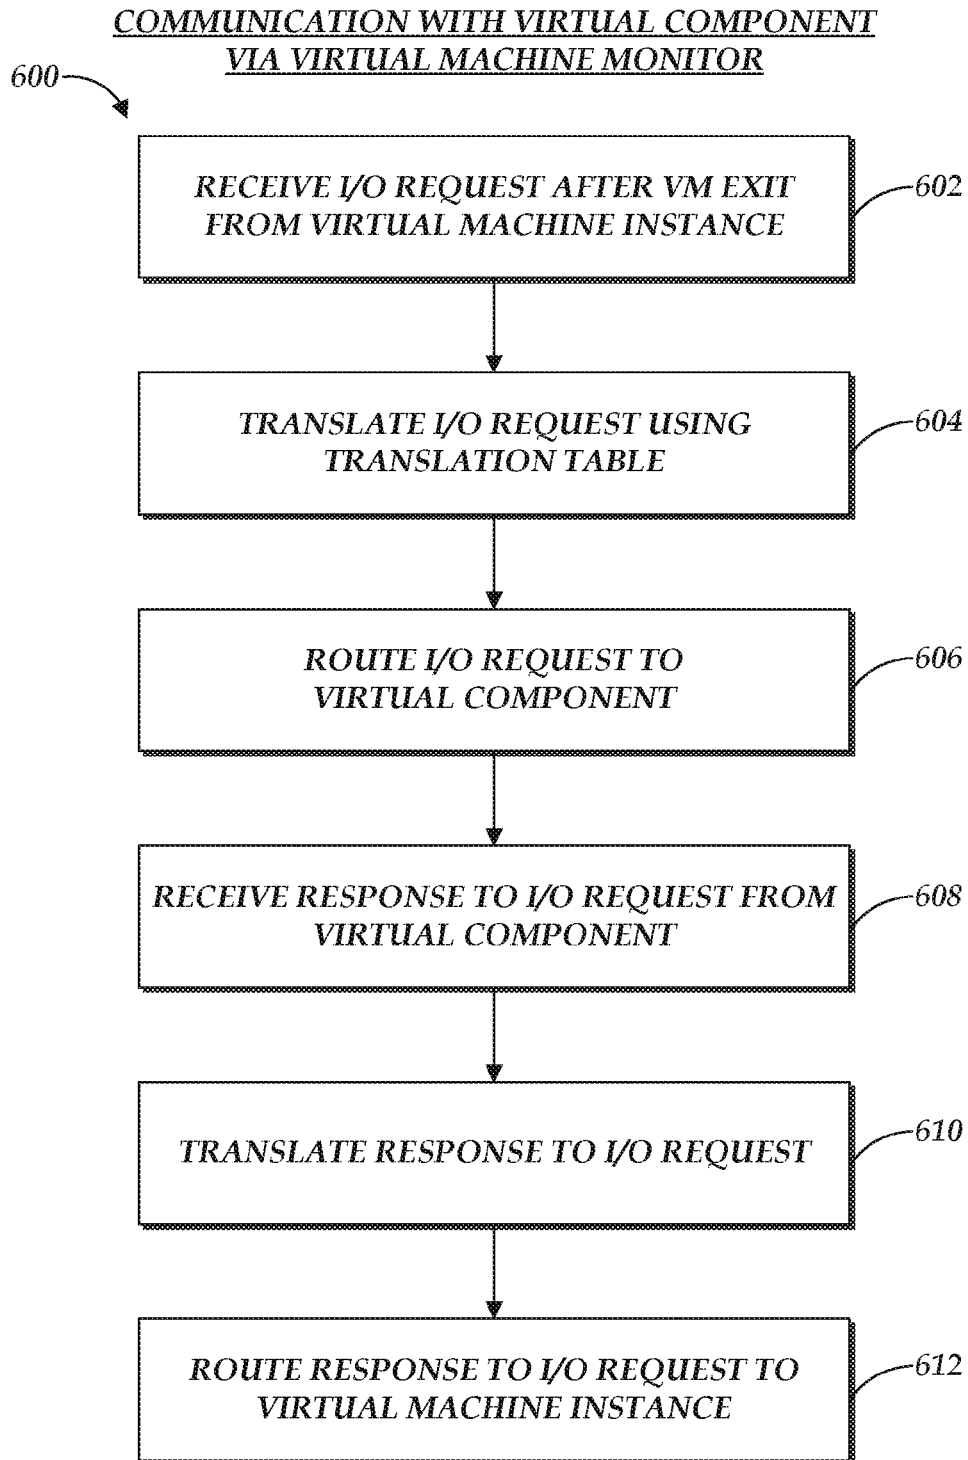 COMMUNICATION WITH VIRTUAL COMPONENT
VIA VIRTUAL MACHINE MONITOR
600
RECEIVE I/O REQUEST AFTER VM EXIT
FROM VIRTUAL MACHINE INSTANCE
602
TRANSLATE I/O REQUEST USING
TRANSLATION TABLE
604
ROUTE I/O REQUEST TO
VIRTUAL COMPONENT
606
RECEIVE RESPONSE TO I/O REQUEST FROM
VIRTUAL COMPONENT
608
TRANSLATE RESPONSE TO I/O REQUEST
610
ROUTE RESPONSE TO I/O REQUEST TO
VIRTUAL MACHINE INSTANCE
612